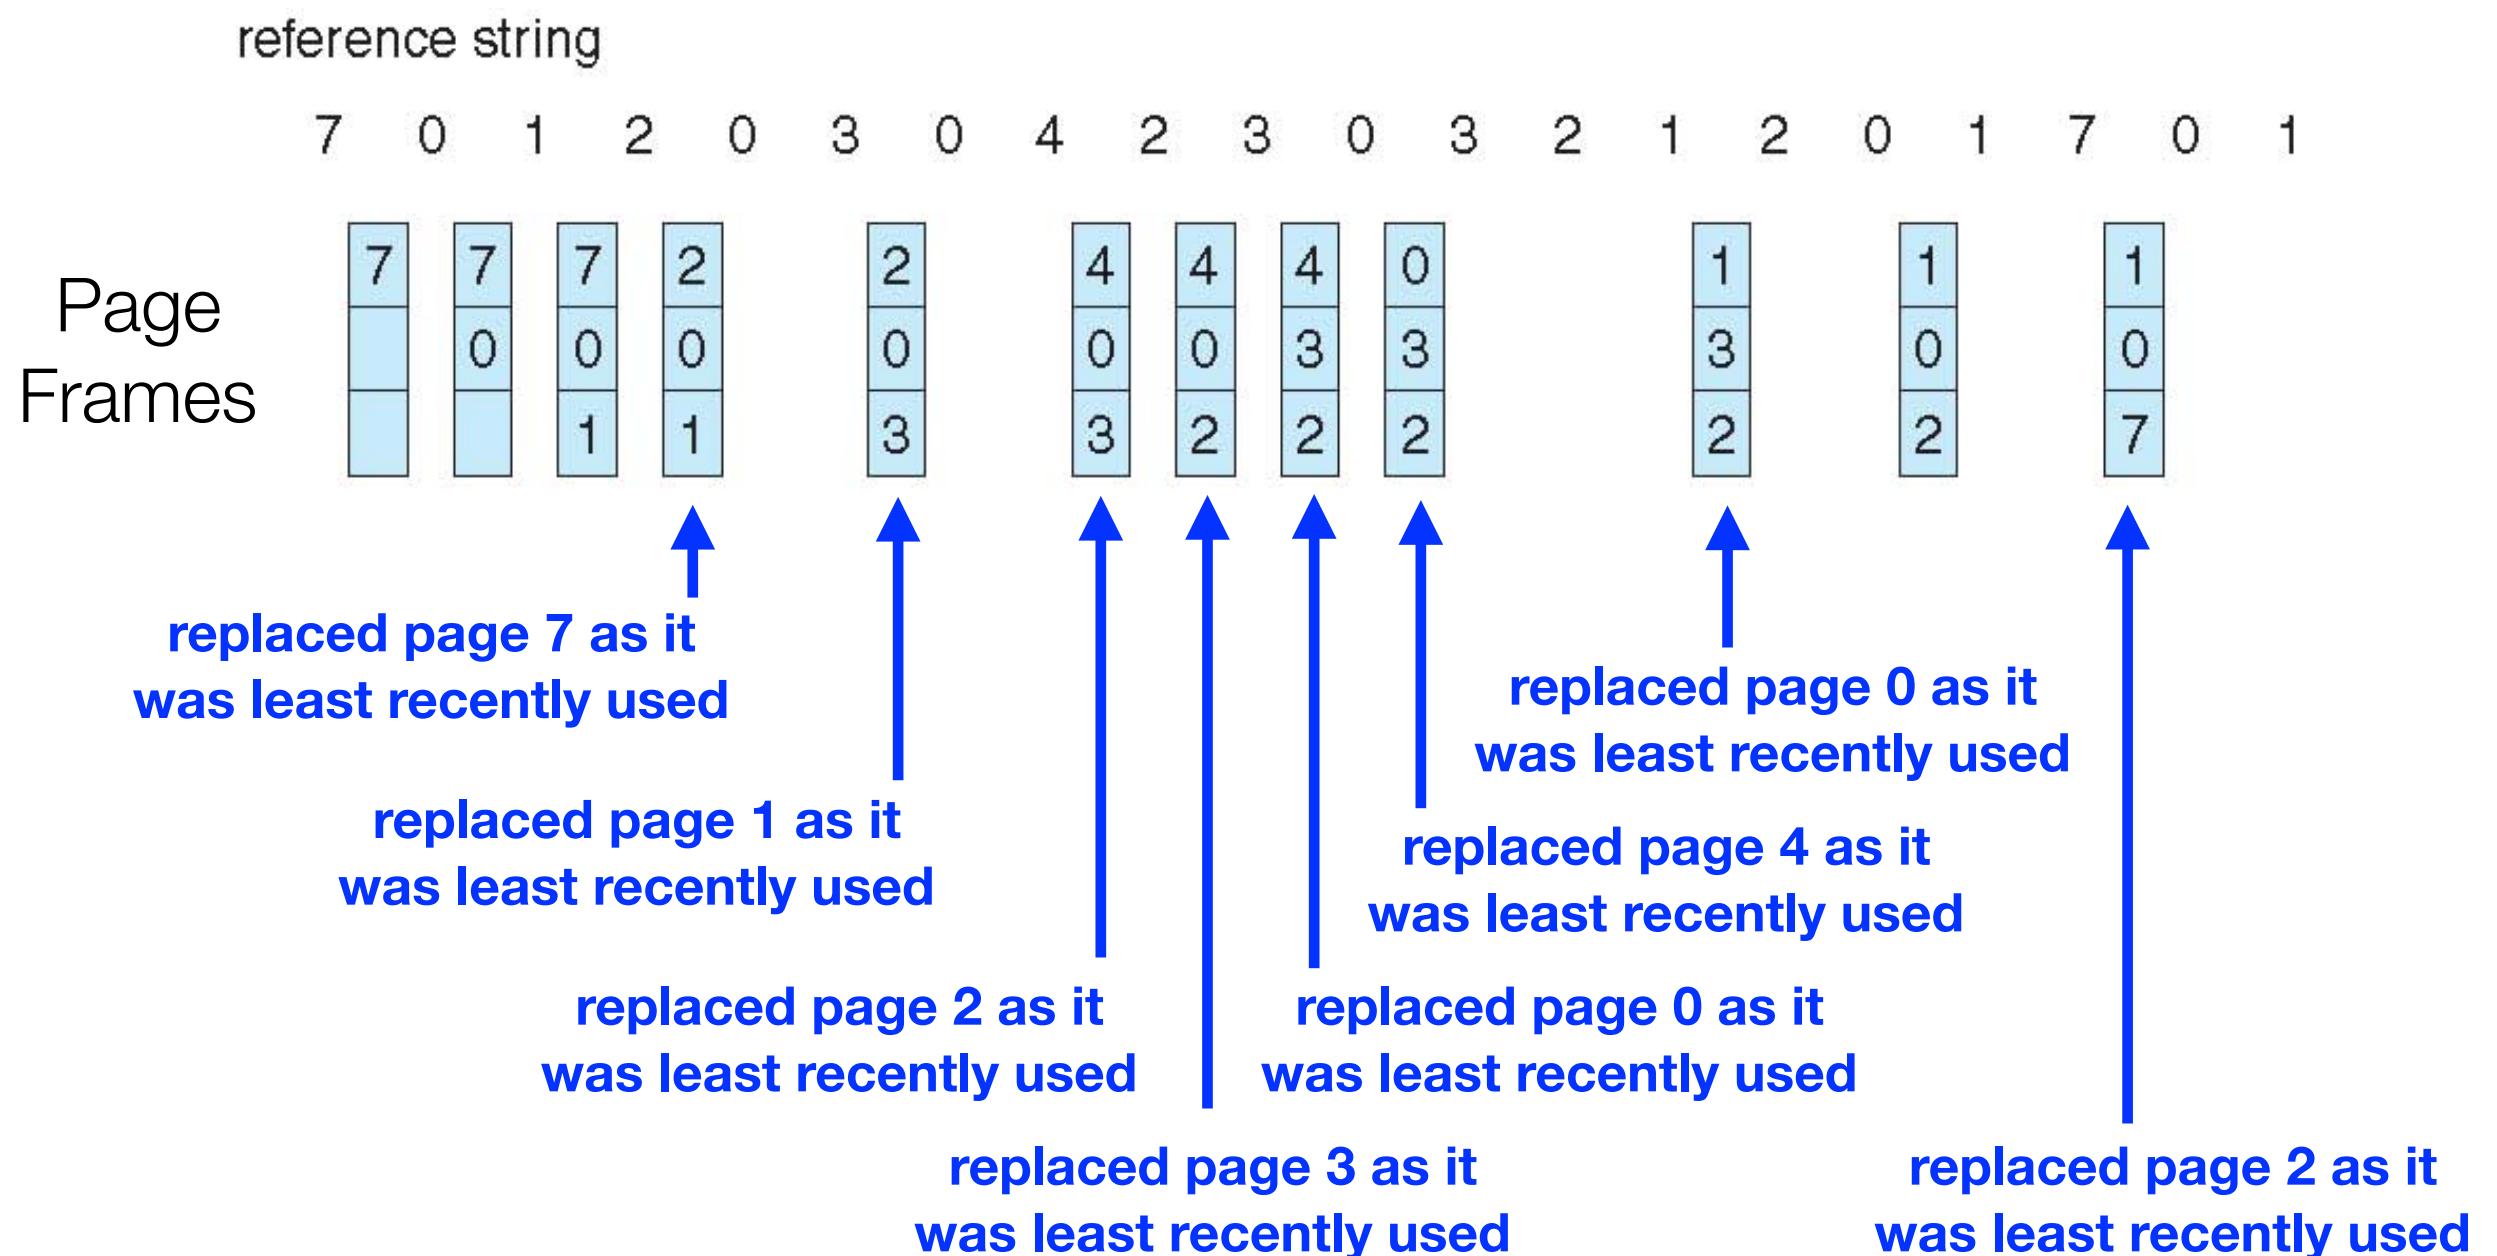 reference string
7 0 1 2 0 3 0 4 2 3 0 3 2 1 2 0 1 7 0 1
Page
Frames
7 7 7 2 2 4 4 4 0 1 1 1
0 0 0 0 0 0 3 3 3 0 0
1 1 3 3 2 2 2 2 2 7
replaced page 7 as it
was least recently used
replaced page 1 as it
was least recently used
replaced page 2 as it
was least recently used
replaced page 3 as it
was least recently used
replaced page 0 as it
was least recently used
replaced page 4 as it
was least recently used
replaced page 0 as it
was least recently used
replaced page 2 as it
was least recently used